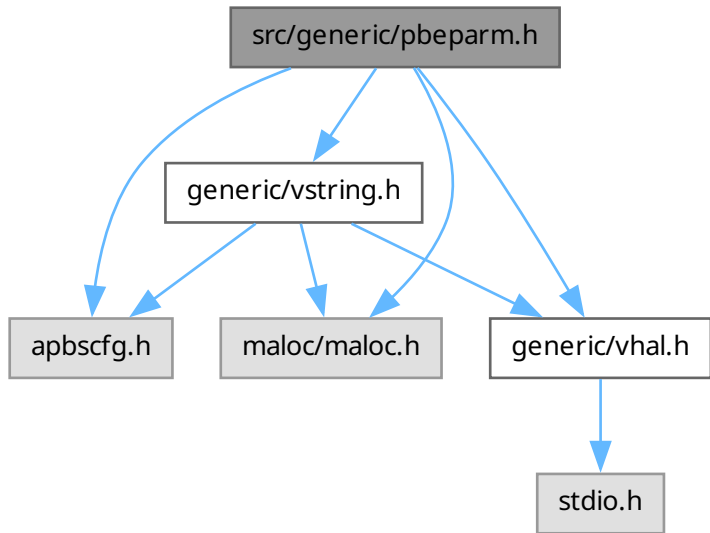 src/generic/pbeparm.h
generic/vstring.h
apbscfg.h
maloc/maloc.h
generic/vhal.h
stdio.h